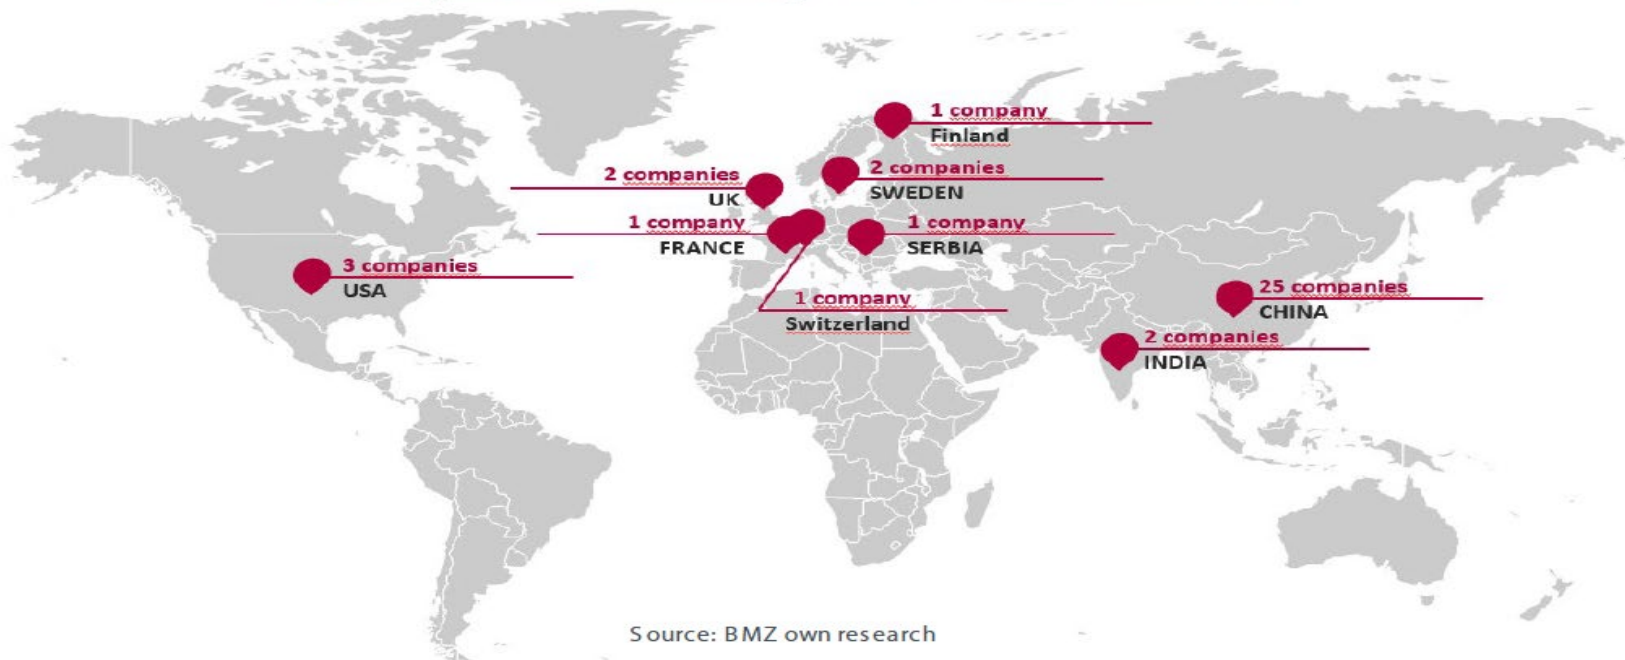 1 company
Finland
2 companies
SWEDEN
2 companies
UK
1 company
FRANCE
1 company
SERBIA
3 companies
USA
1 company
Switzerland
25 companies
CHINA
2 companies
INDIA
Source: BMZ own research